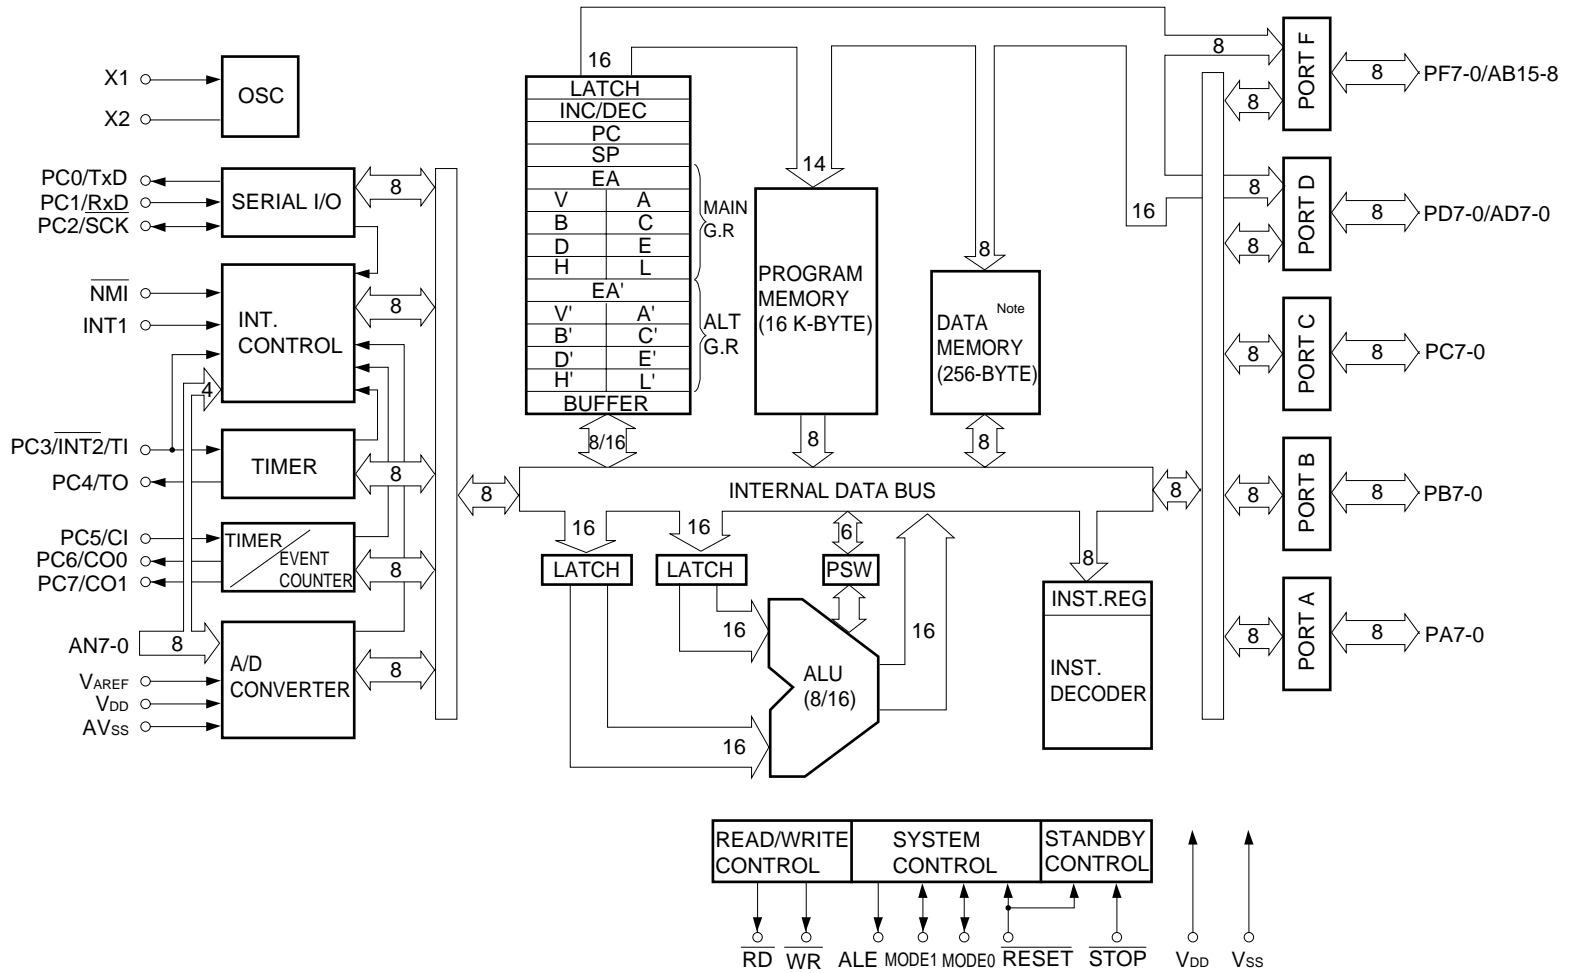 X1
X2
OSC
PC0/TxD
PC1/RxD
PC2/SCK
SERIAL I/O
8
NMI
INT1
INT.
CONTROL
8
4
PC3/INT2/TI
PC4/TO
TIMER
8
PC5/CI
PC6/CO0
PC7/CO1
TIMER
EVENT
COUNTER
8
AN7-0
8
VAREF
VDD
AVSS
A/D
CONVERTER
8
8
16
LATCH
INC/DEC
PC
SP
EA
V A
B C
D E
H L
EA'
V' A'
B' C'
D' E'
H' L'
BUFFER
MAIN
G.R
ALT
G.R
8/16
14
PROGRAM
MEMORY
(16 K-BYTE)
8
8
DATA Note
MEMORY
(256-BYTE)
8
16
INTERNAL DATA BUS
16
LATCH
16
LATCH
6
PSW
16
16
16
ALU
(8/16)
8
INST.REG
INST.
DECODER
8
8
8
PORT F
8
PF7-0/AB15-8
8
8
PORT D
8
PD7-0/AD7-0
8
PORT C
8
PC7-0
8
PORT B
8
PB7-0
8
PORT A
8
PA7-0
READ/WRITE
CONTROL
SYSTEM
CONTROL
STANDBY
CONTROL
RD
WR
ALE
MODE1
MODE0
RESET
STOP
VDD
VSS